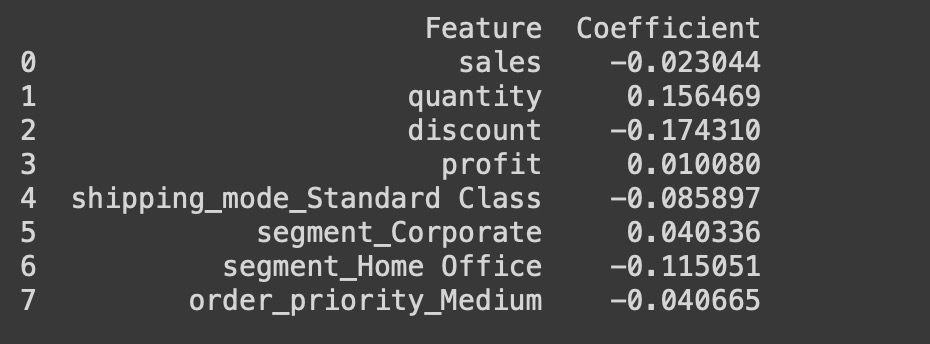 Feature Coefficient
0 sales -0.023044
1 quantity 0.156469
2 discount -0.174310
3 profit 0.010080
4 shipping_mode_Standard Class -0.085897
5 segment_Corporate 0.040336
6 segment_Home Office -0.115051
7 order_priority_Medium -0.040665